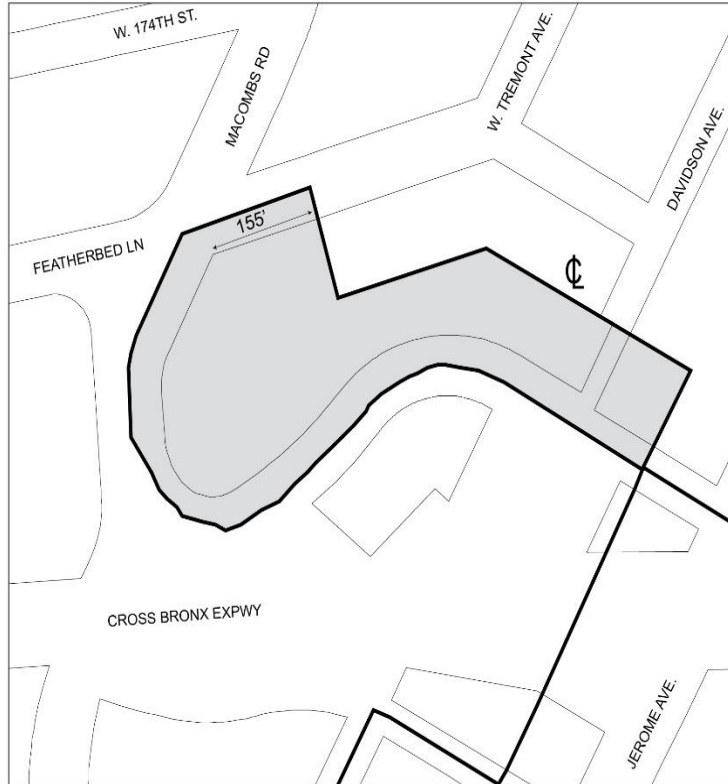 W. 174TH ST.
MACOMBS RD
W. TREMONT AVE.
DAVIDSON AVE.
155'
FEATHERBED LN
℄
CROSS BRONX EXPWY
JEROME AVE.